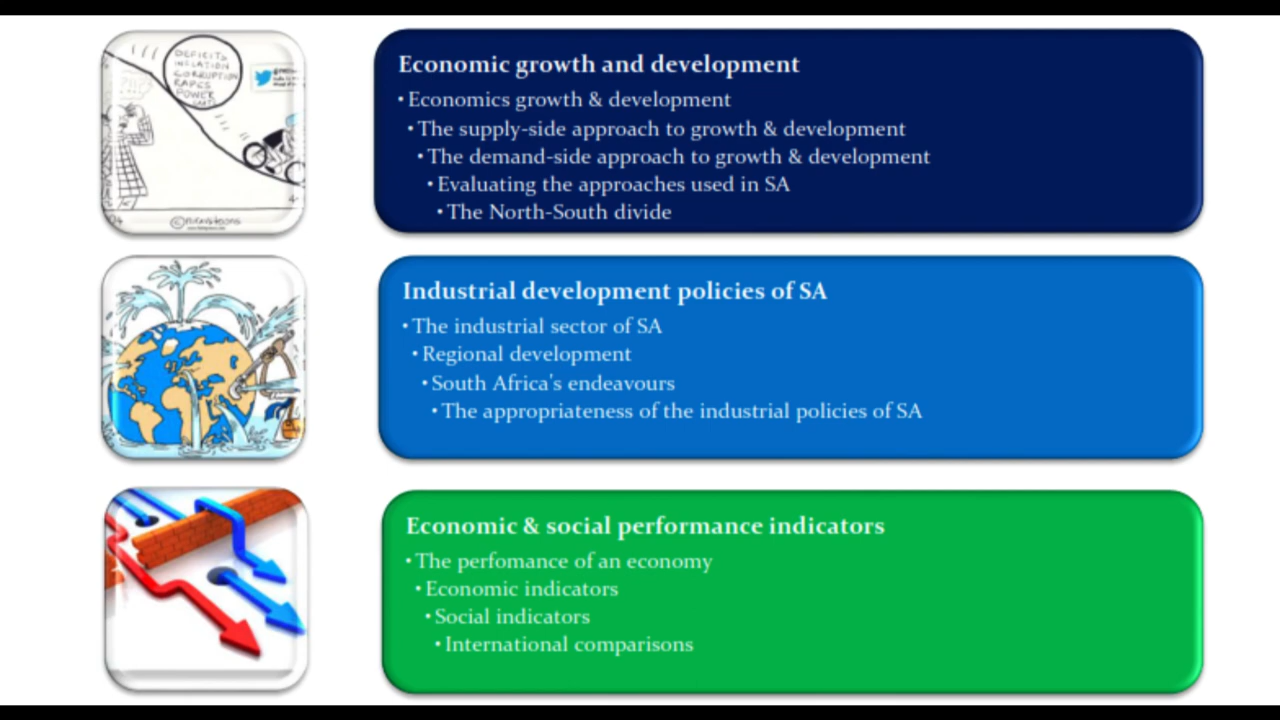 DEFICITS
INFLATION
CORRUPTION
RAPES
POWER
Economic growth and development
• Economics growth & development
• The supply-side approach to growth & development
• The demand-side approach to growth & development
• Evaluating the approaches used in SA
• The North-South divide
Industrial development policies of SA
• The industrial sector of SA
• Regional development
• South Africa's endeavours
• The appropriateness of the industrial policies of SA
Economic & social performance indicators
• The perfomance of an economy
• Economic indicators
• Social indicators
• International comparisons